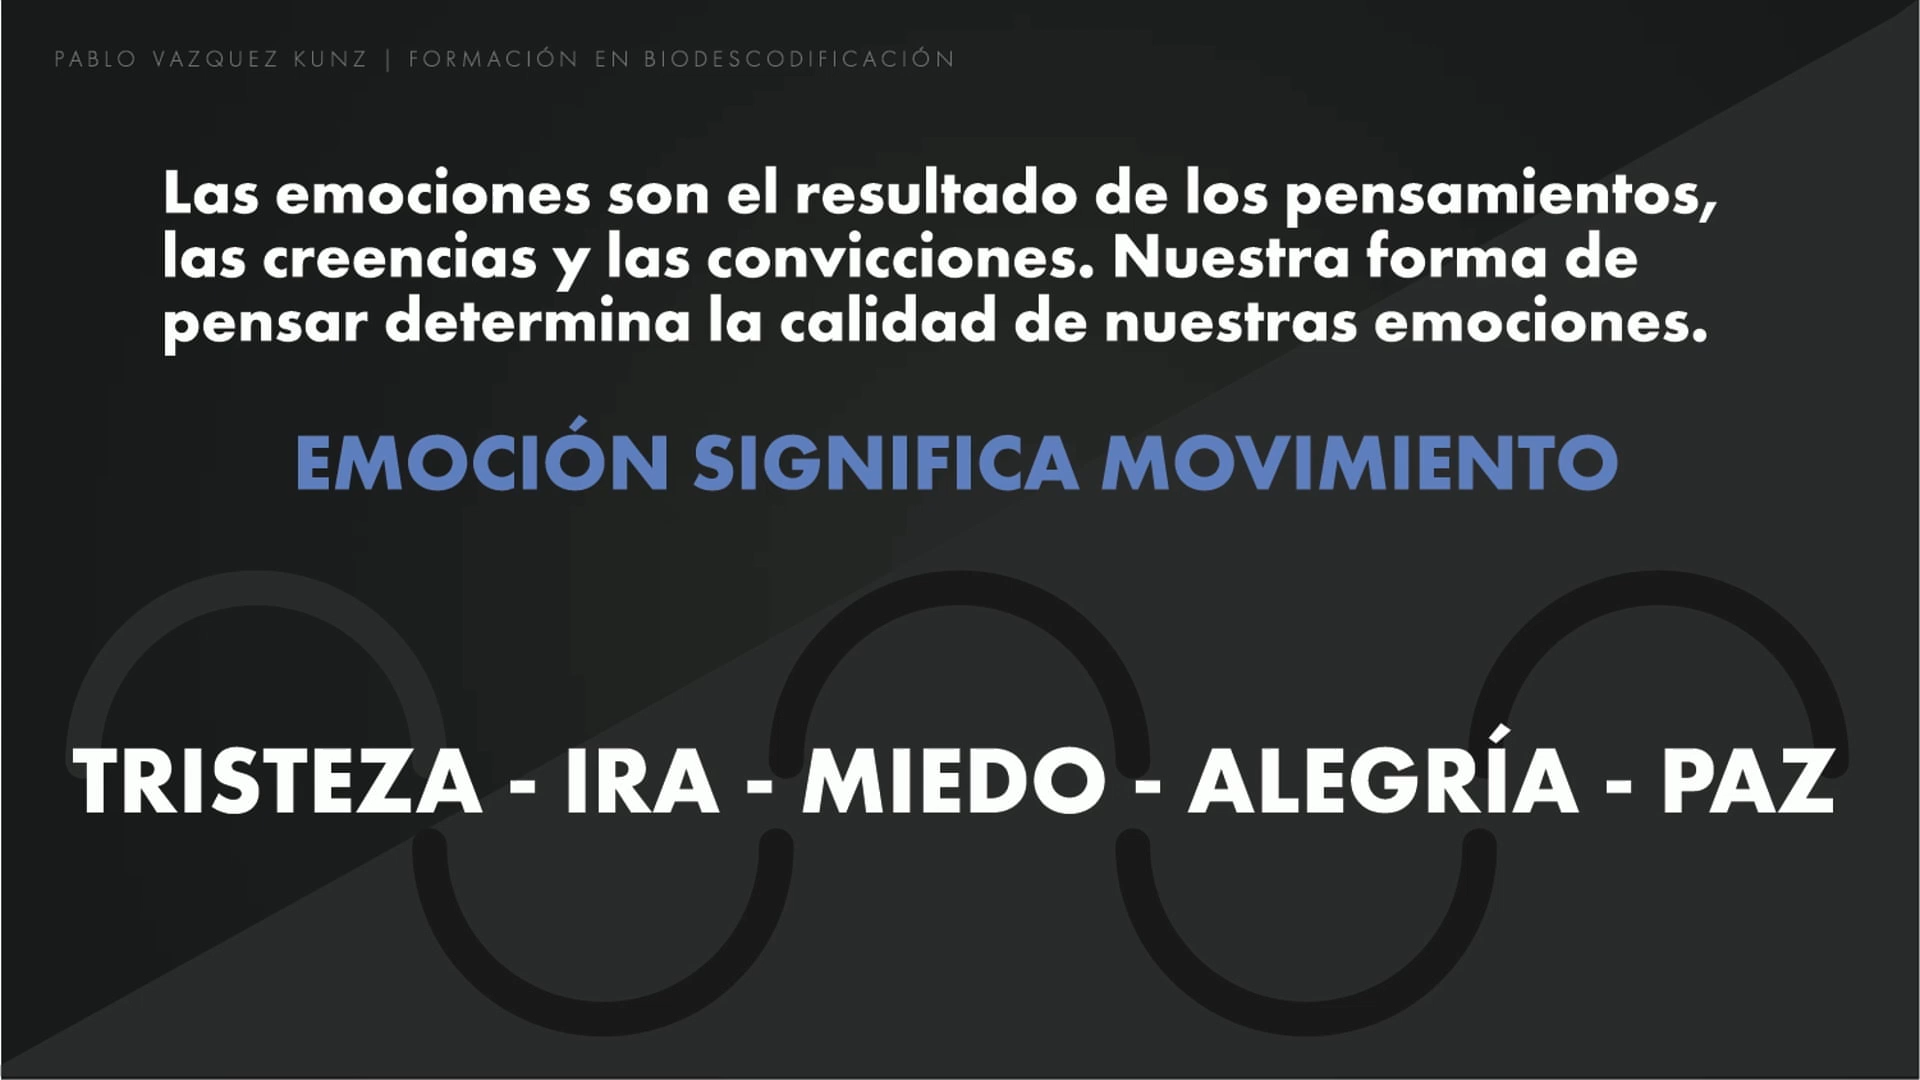 PABLO VAZQUEZ KUNZ | FORMACIÓN EN BIODESCODIFICACIÓN
Las emociones son el resultado de los pensamientos,
las creencias y las convicciones. Nuestra forma de
pensar determina la calidad de nuestras emociones.
EMOCIÓN SIGNIFICA MOVIMIENTO
TRISTEZA - IRA - MIEDO - ALEGRÍA - PAZ